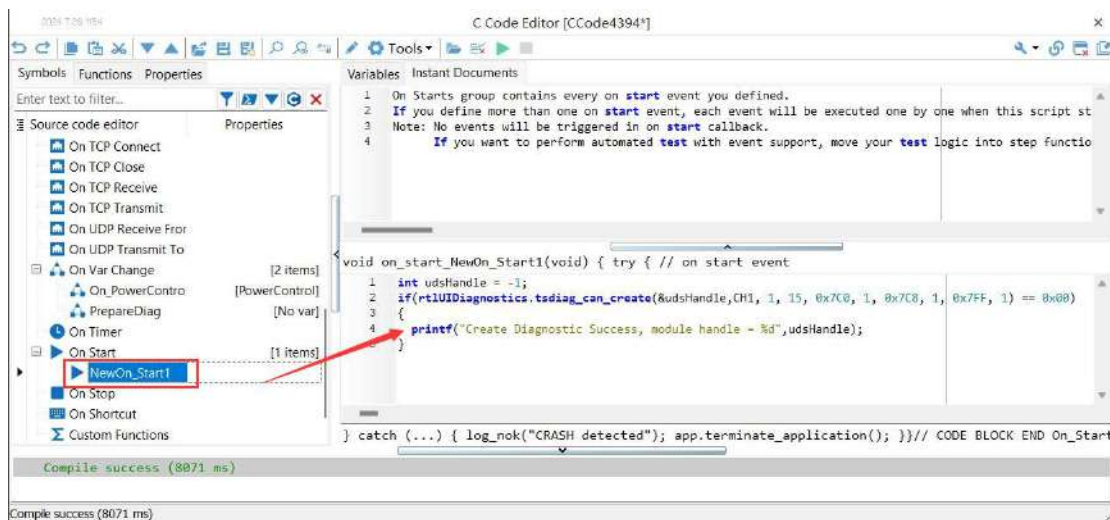 2024 7.26 1154
C Code Editor [CCode4394*]
Tools
Symbols Functions Properties
Variables Instant Documents
Enter text to filter...
Source code editor Properties
On TCP Connect
On TCP Close
On TCP Receive
On TCP Transmit
On UDP Receive Fror
On UDP Transmit To
On Var Change [2 items]
On_PowerContro [PowerControl]
PrepareDiag [No var]
On Timer
On Start [1 items]
NewOn_Start1
On Stop
On Shortcut
Custom Functions
1 On Starts group contains every on start event you defined.
2 If you define more than one on start event, each event will be executed one by one when this script st
3 Note: No events will be triggered in on start callback.
4 If you want to perform automated test with event support, move your test logic into step functio
void on_start_NewOn_Start1(void) { try { // on start event
1 int udsHandle = -1;
2 if(rtlUIDiagnostics.tsdiag_can_create(&udsHandle,CH1, 1, 15, 0x7C0, 1, 0x7C8, 1, 0x7FF, 1) == 0x00)
3 {
4 printf("Create Diagnostic Success, module handle = %d",udsHandle);
}
} catch (...) { log_nok("CRASH detected"); app.terminate_application(); }}// CODE BLOCK END On_Start
Compile success (8071 ms)
Compile success (8071 ms)